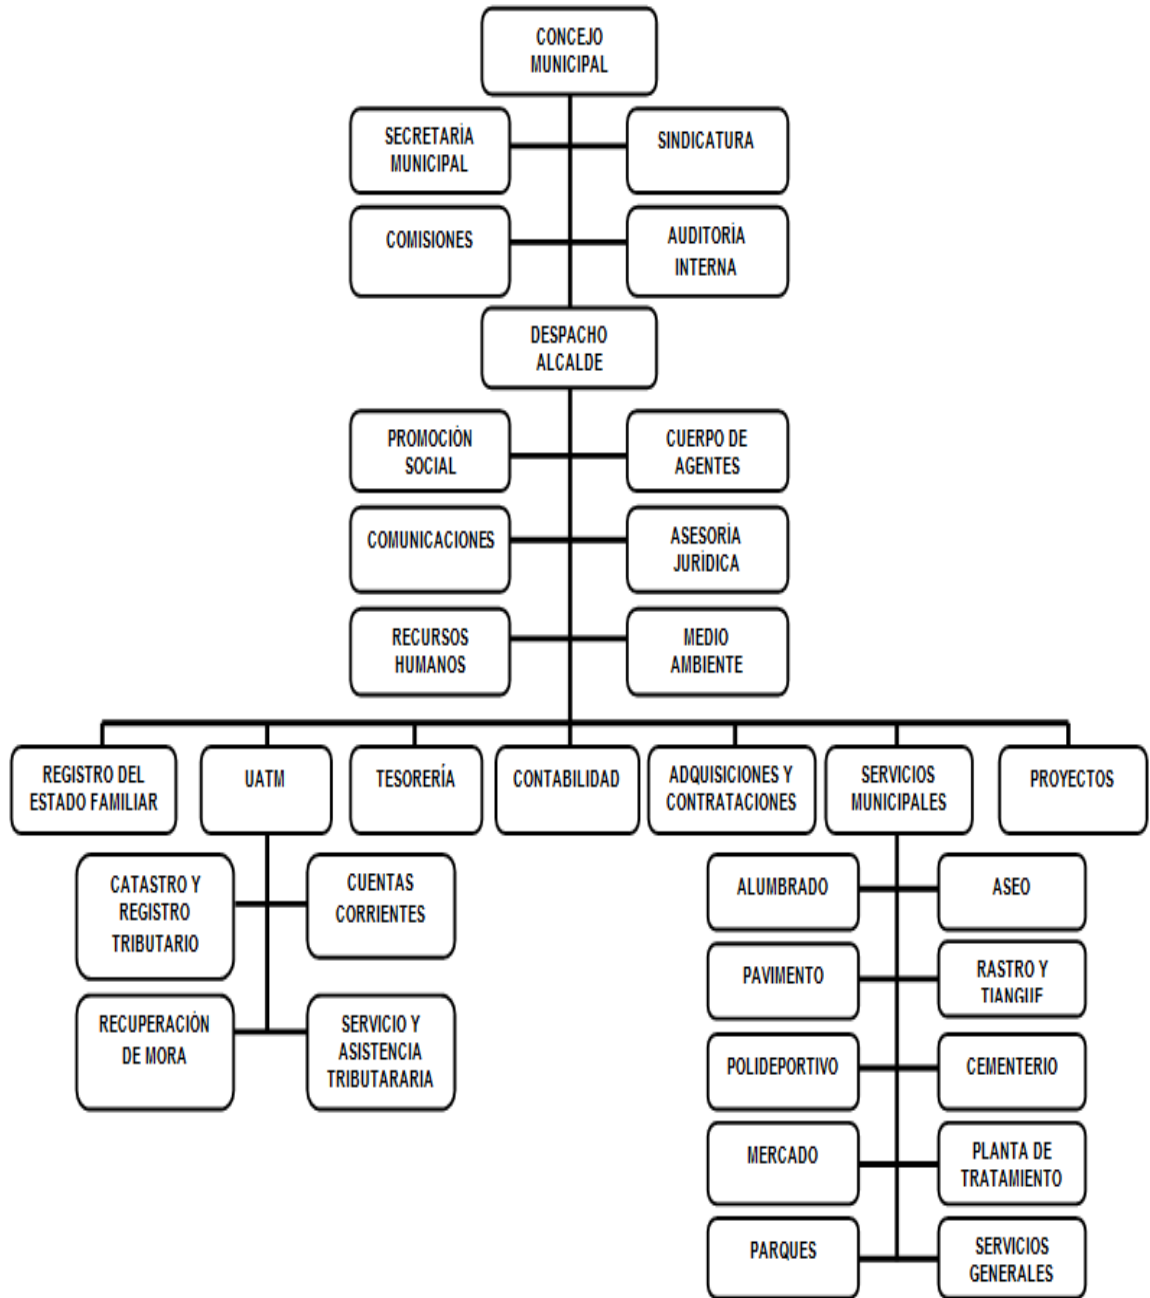 CONCEJO
MUNICIPAL
SECRETARÍA
MUNICIPAL
SINDICATURA
COMISIONES
AUDITORÍA
INTERNA
DESPACHO
ALCALDE
PROMOCIÓN
SOCIAL
CUERPO DE
AGENTES
COMUNICACIONES
ASESORÍA
JURÍDICA
RECURSOS
HUMANOS
MEDIO
AMBIENTE
REGISTRO DEL
ESTADO FAMILIAR
UATM
TESORERÍA
CONTABILIDAD
ADQUISICIONES Y
CONTRATACIONES
SERVICIOS
MUNICIPALES
PROYECTOS
CATASTRO Y
REGISTRO
TRIBUTARIO
CUENTAS
CORRIENTES
RECUPERACIÓN
DE MORA
SERVICIO Y
ASISTENCIA
TRIBUTARARIA
ALUMBRADO
ASEO
PAVIMENTO
RASTRO Y
TIANGUE
POLIDEPORTIVO
CEMENTERIO
MERCADO
PLANTA DE
TRATAMIENTO
PARQUES
SERVICIOS
GENERALES